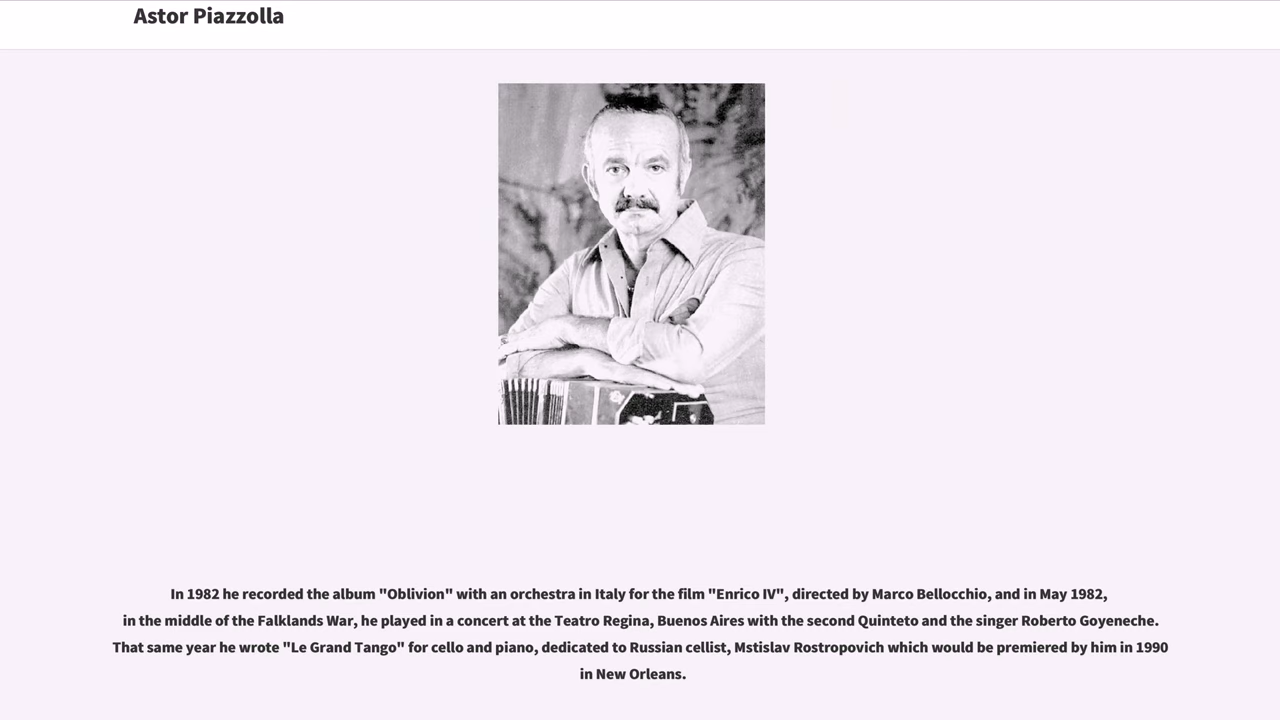 Astor Piazzolla
In 1982 he recorded the album "Oblivion" with an orchestra in Italy for the film "Enrico IV", directed by Marco Bellocchio, and in May 1982,
in the middle of the Falklands War, he played in a concert at the Teatro Regina, Buenos Aires with the second Quinteto and the singer Roberto Goyeneche.
That same year he wrote "Le Grand Tango" for cello and piano, dedicated to Russian cellist, Mstislav Rostropovich which would be premiered by him in 1990
in New Orleans.